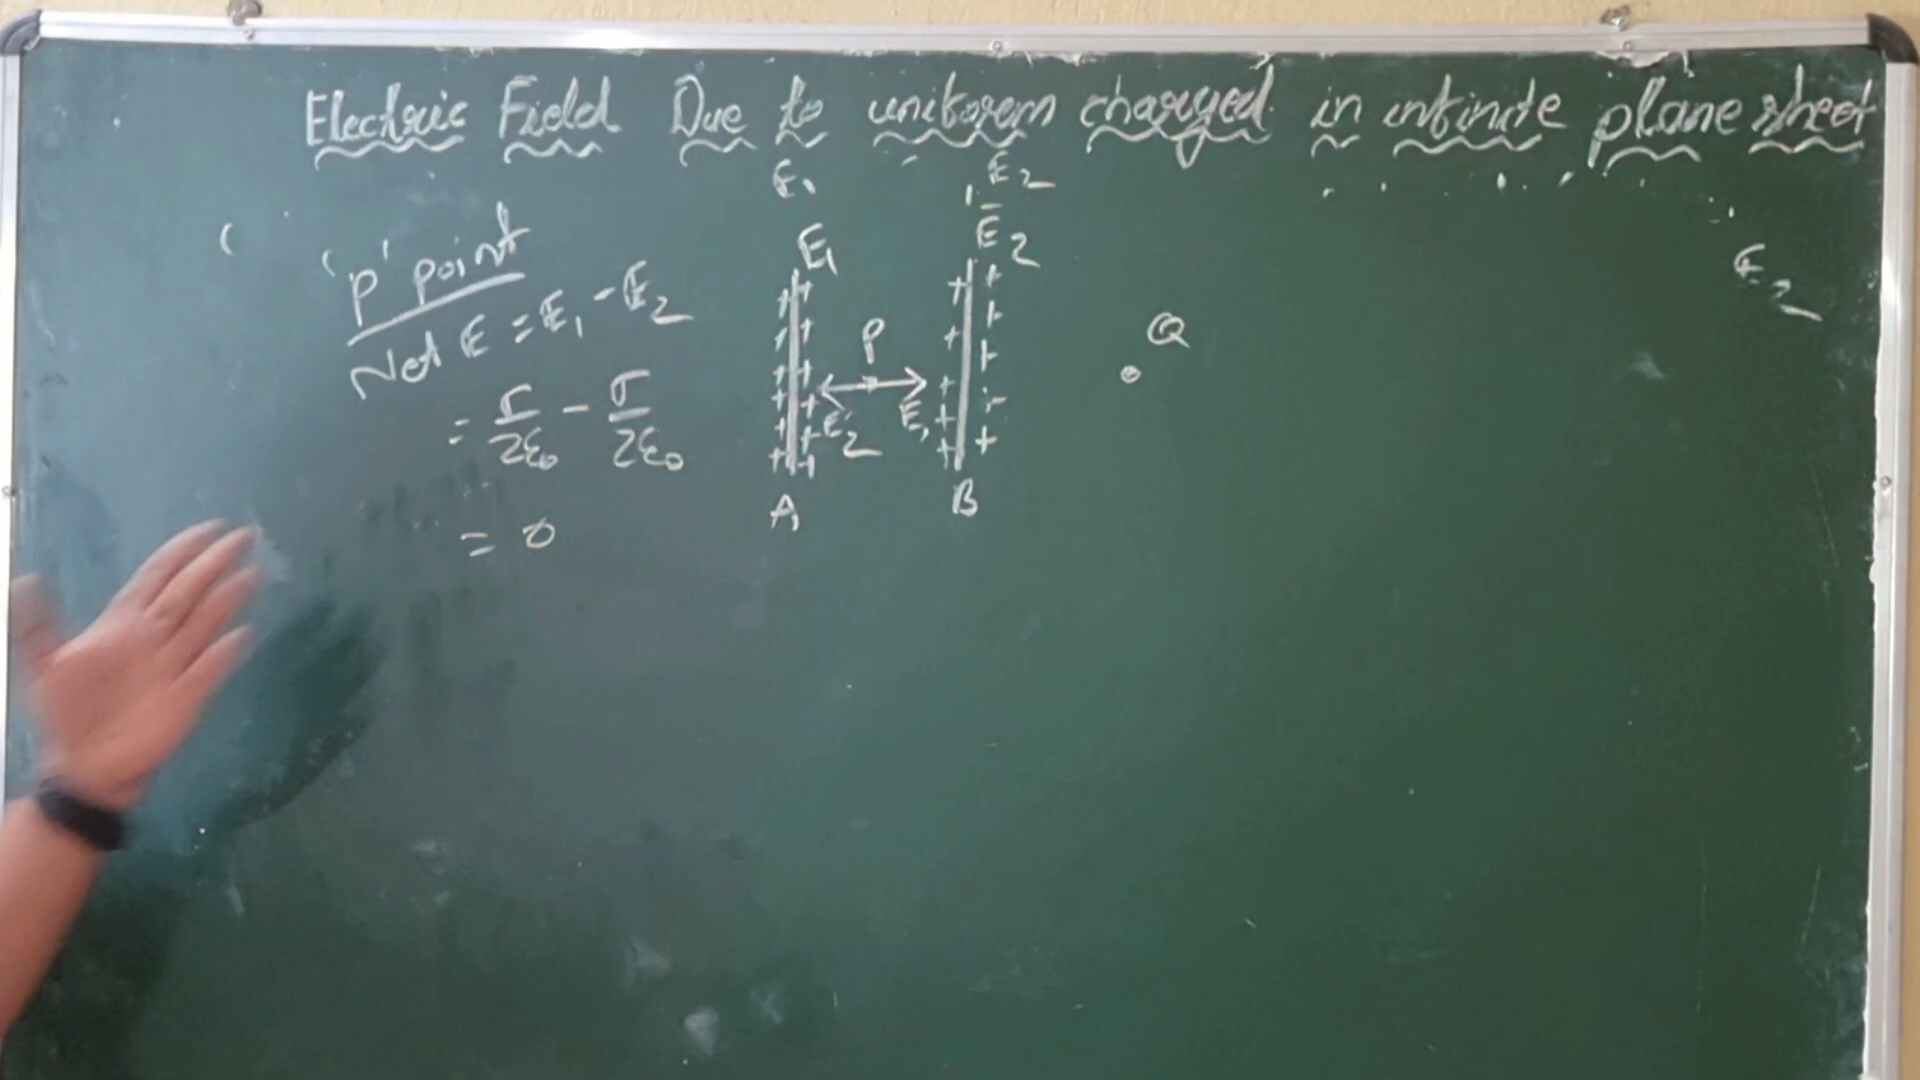 Electric Field Due to uniform charged in infinite plane sheet
E₁ E₂
E₁ E₂
E₂
'p' point
Net E = E₁ - E₂
= σ/2ε₀ - σ/2ε₀
= 0
P
E₂ E₁
Q
A B